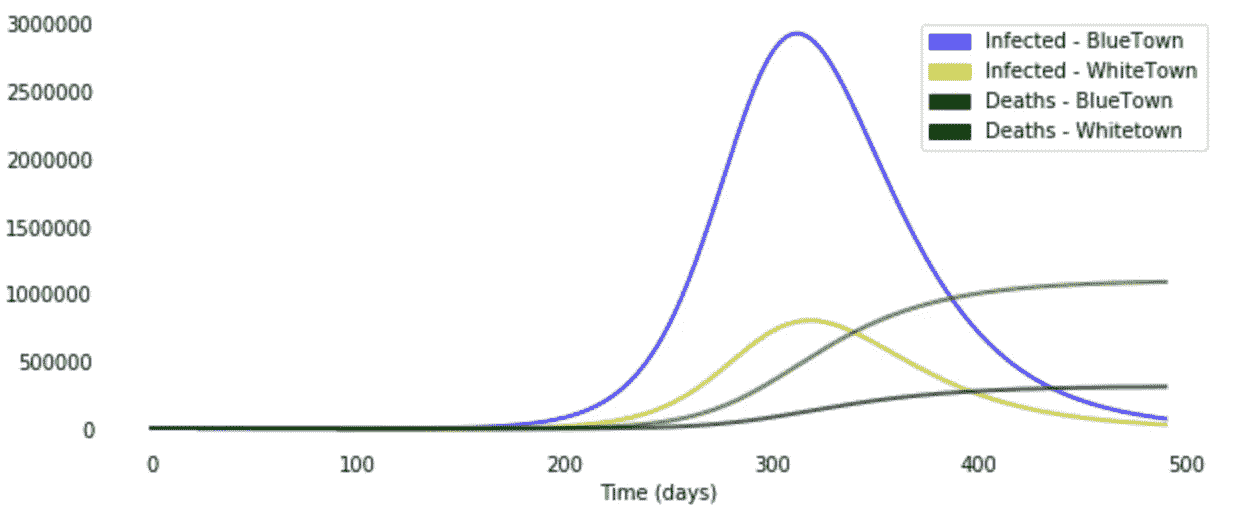 3000000
2500000
2000000
1500000
1000000
500000
0
0 100 200 300 400 500
Time (days)
Infected - BlueTown
Infected - WhiteTown
Deaths - BlueTown
Deaths - Whitetown